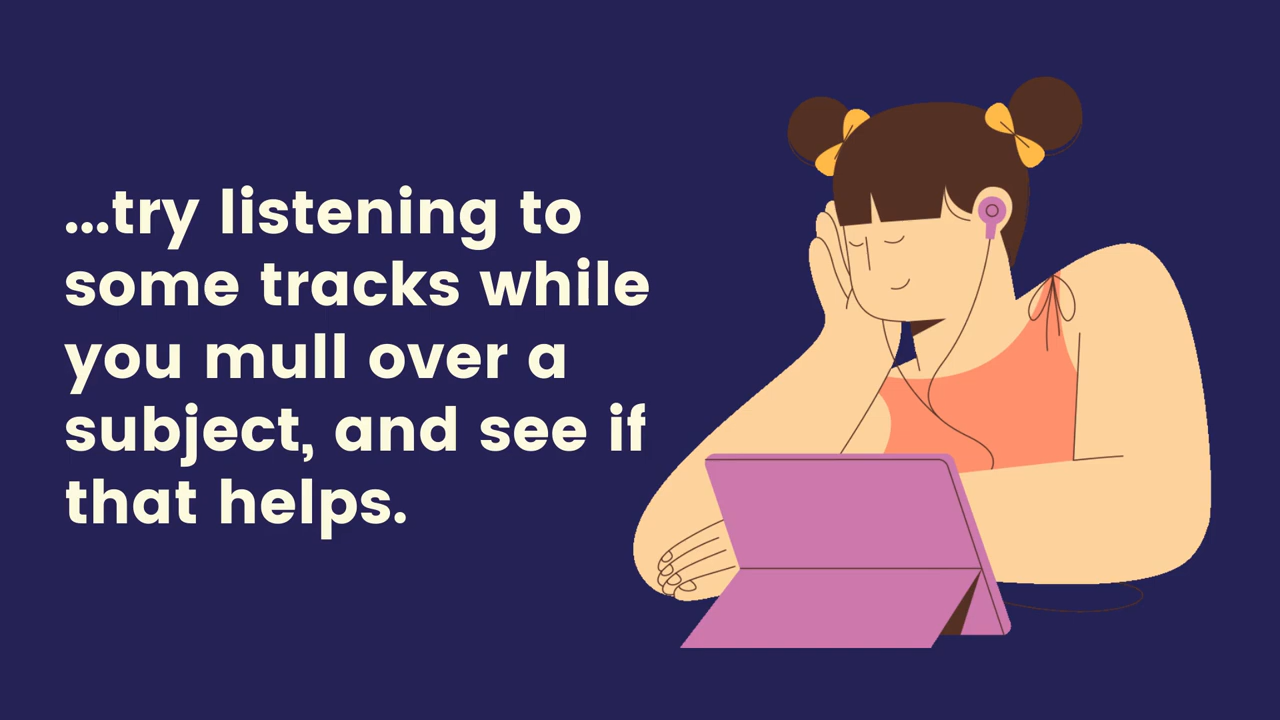 ...try listening to
some tracks while
you mull over a
subject, and see if
that helps.